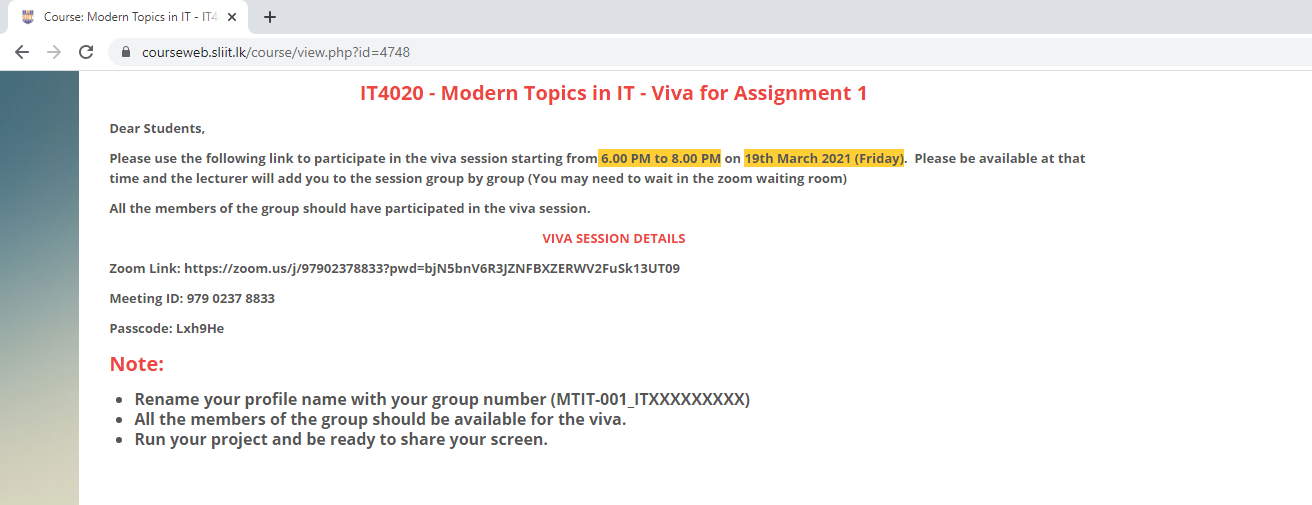 Course: Modern Topics in IT - IT4
courseweb.sliit.lk/course/view.php?id=4748
IT4020 - Modern Topics in IT - Viva for Assignment 1
Dear Students,
Please use the following link to participate in the viva session starting from 6.00 PM to 8.00 PM on 19th March 2021 (Friday).  Please be available at that
time and the lecturer will add you to the session group by group (You may need to wait in the zoom waiting room)
All the members of the group should have participated in the viva session.
VIVA SESSION DETAILS
Zoom Link: https://zoom.us/j/97902378833?pwd=bjN5bnV6R3JZNFBXZERWV2FuSk13UT09
Meeting ID: 979 0237 8833
Passcode: Lxh9He
Note:
• Rename your profile name with your group number (MTIT-001_ITXXXXXXXXX)
• All the members of the group should be available for the viva.
• Run your project and be ready to share your screen.